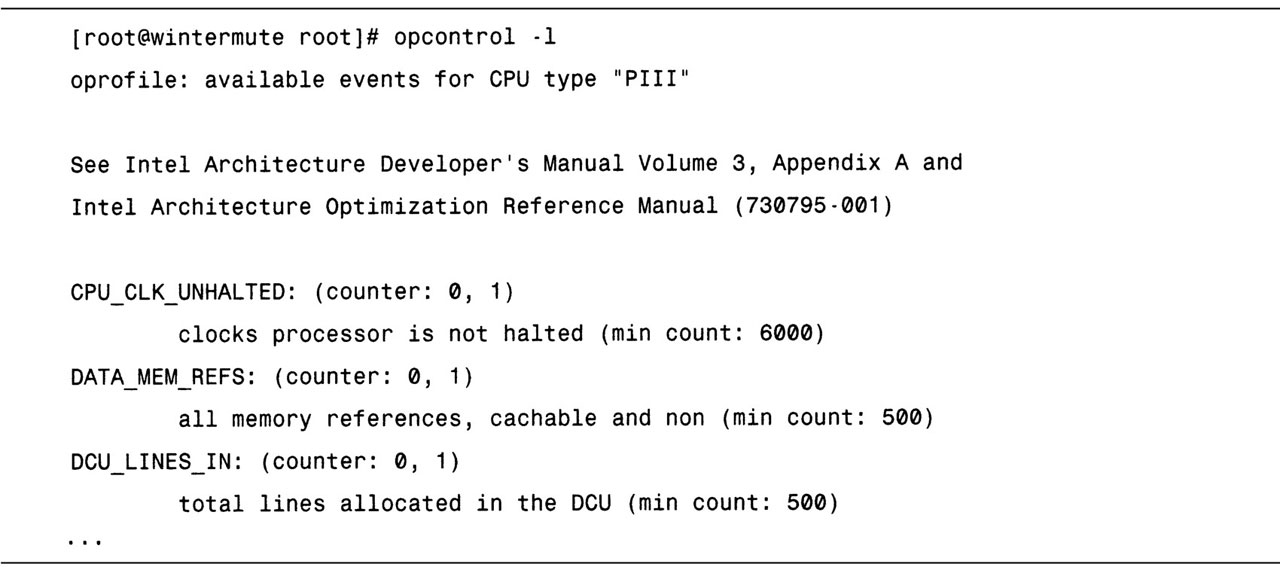 [root@wintermute root]# opcontrol -l
oprofile: available events for CPU type "PIII"
See Intel Architecture Developer's Manual Volume 3, Appendix A and
Intel Architecture Optimization Reference Manual (730795-001)
CPU_CLK_UNHALTED: (counter: 0, 1)
clocks processor is not halted (min count: 6000)
DATA_MEM_REFS: (counter: 0, 1)
all memory references, cachable and non (min count: 500)
DCU_LINES_IN: (counter: 0, 1)
total lines allocated in the DCU (min count: 500)
...